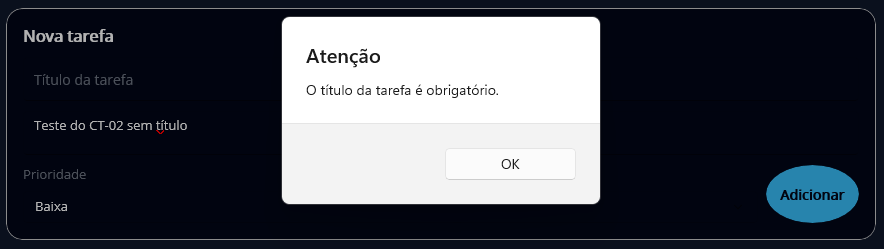 Nova tarefa
Título da tarefa
Teste do CT-02 sem título
Prioridade
Baixa
Adicionar
Atenção
O título da tarefa é obrigatório.
OK